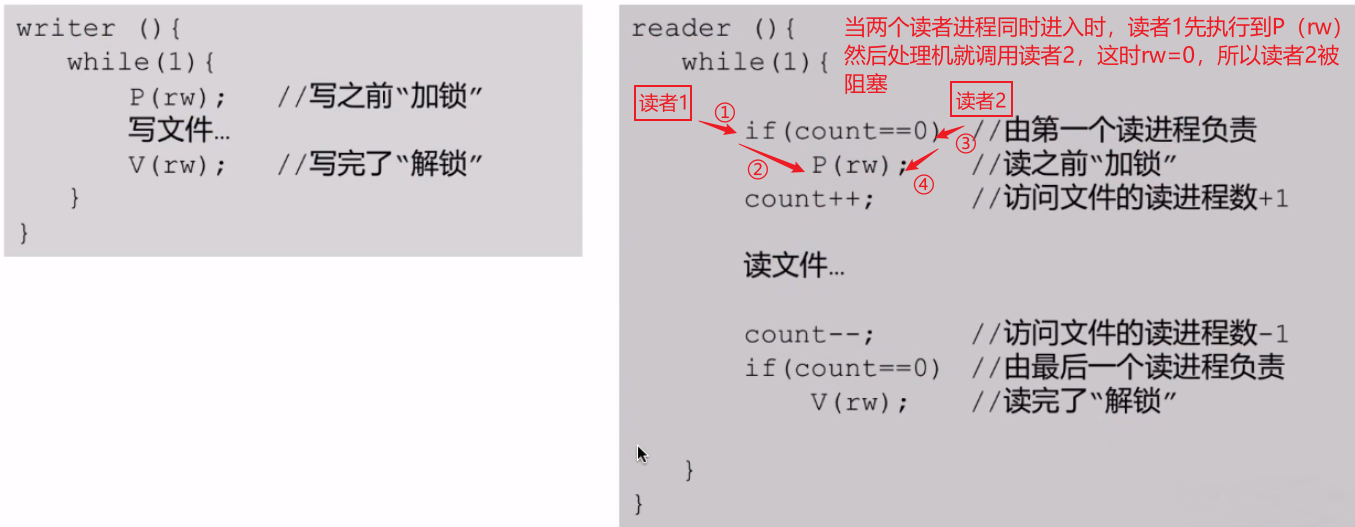 writer (){
while(1){
P(rw); //写之前“加锁”
写文件…
V(rw); //写完了“解锁”
}
}
reader (){
while(1){
当两个读者进程同时进入时，读者1先执行到P（rw）
然后处理机就调用读者2，这时rw=0，所以读者2被
阻塞
读者1
读者2
①
if(count==0) //由第一个读进程负责
③
②
P(rw); //读之前“加锁”
④
count++; //访问文件的读进程数+1
读文件…
count--; //访问文件的读进程数-1
if(count==0) //由最后一个读进程负责
V(rw); //读完了“解锁”
}
}